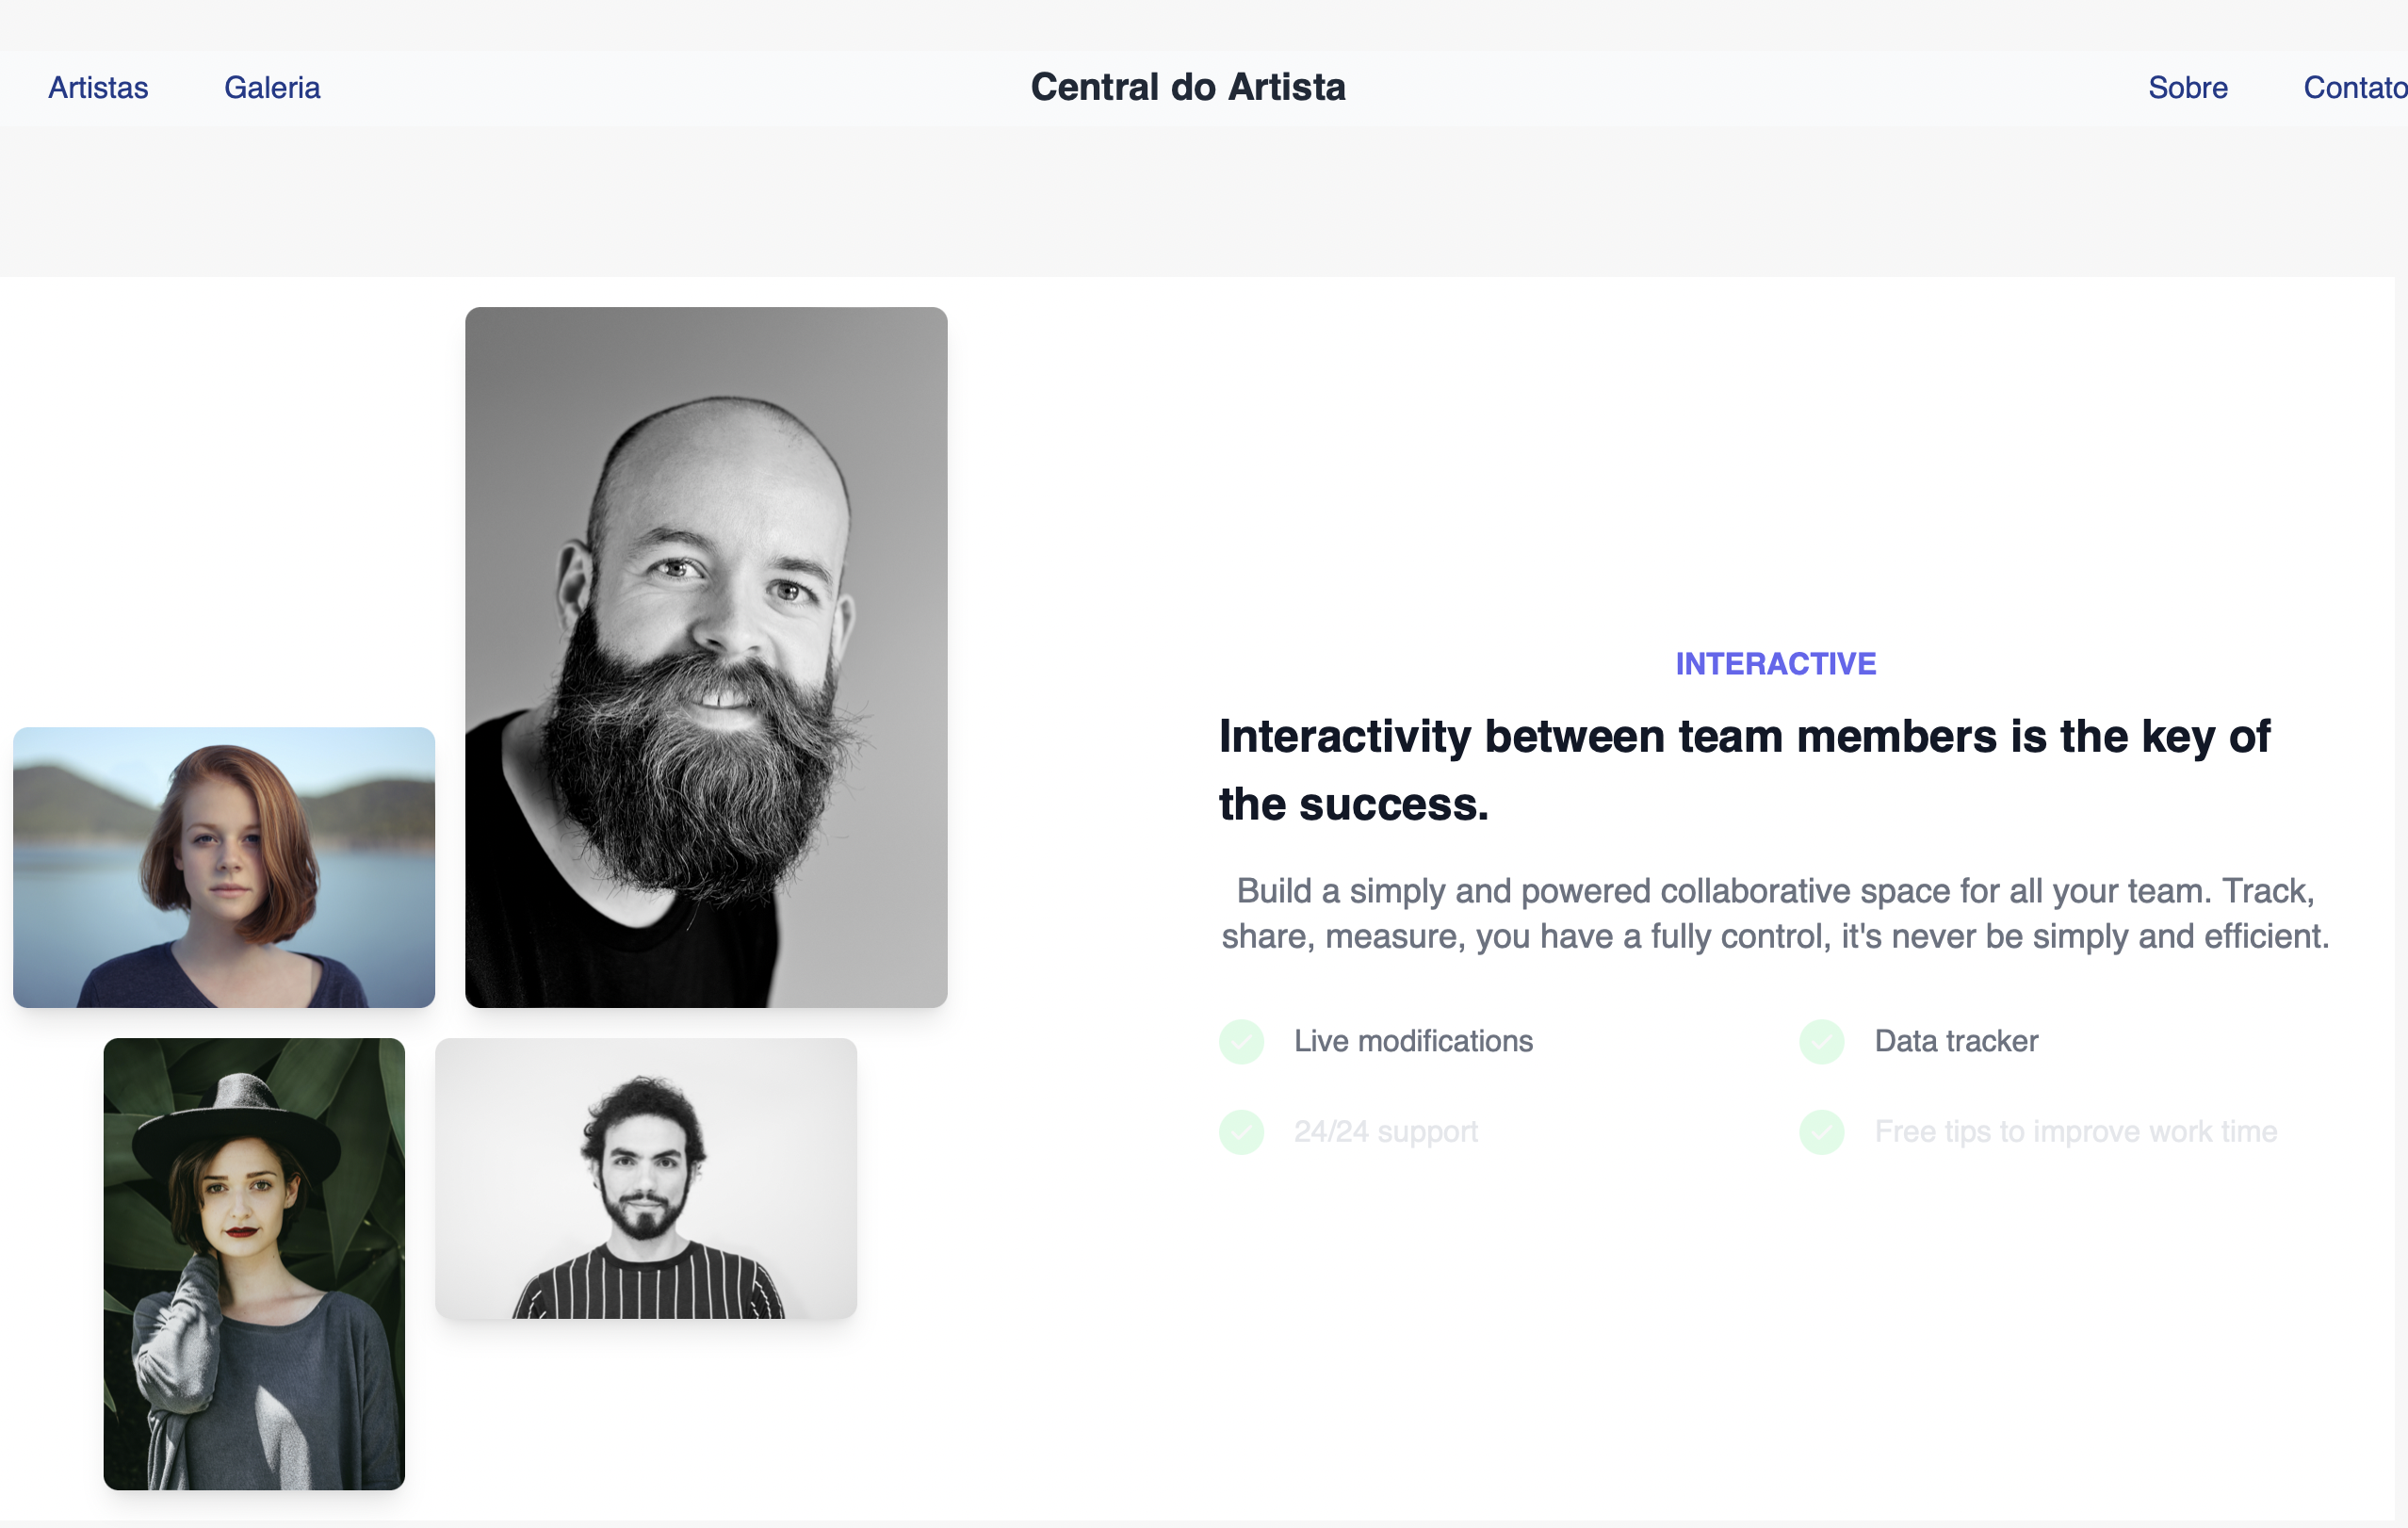 Artistas Galeria Central do Artista Sobre Contato
INTERACTIVE
Interactivity between team members is the key of
the success.
Build a simply and powered collaborative space for all your team. Track,
share, measure, you have a fully control, it's never be simply and efficient.
Live modifications Data tracker
24/24 support Free tips to improve work time